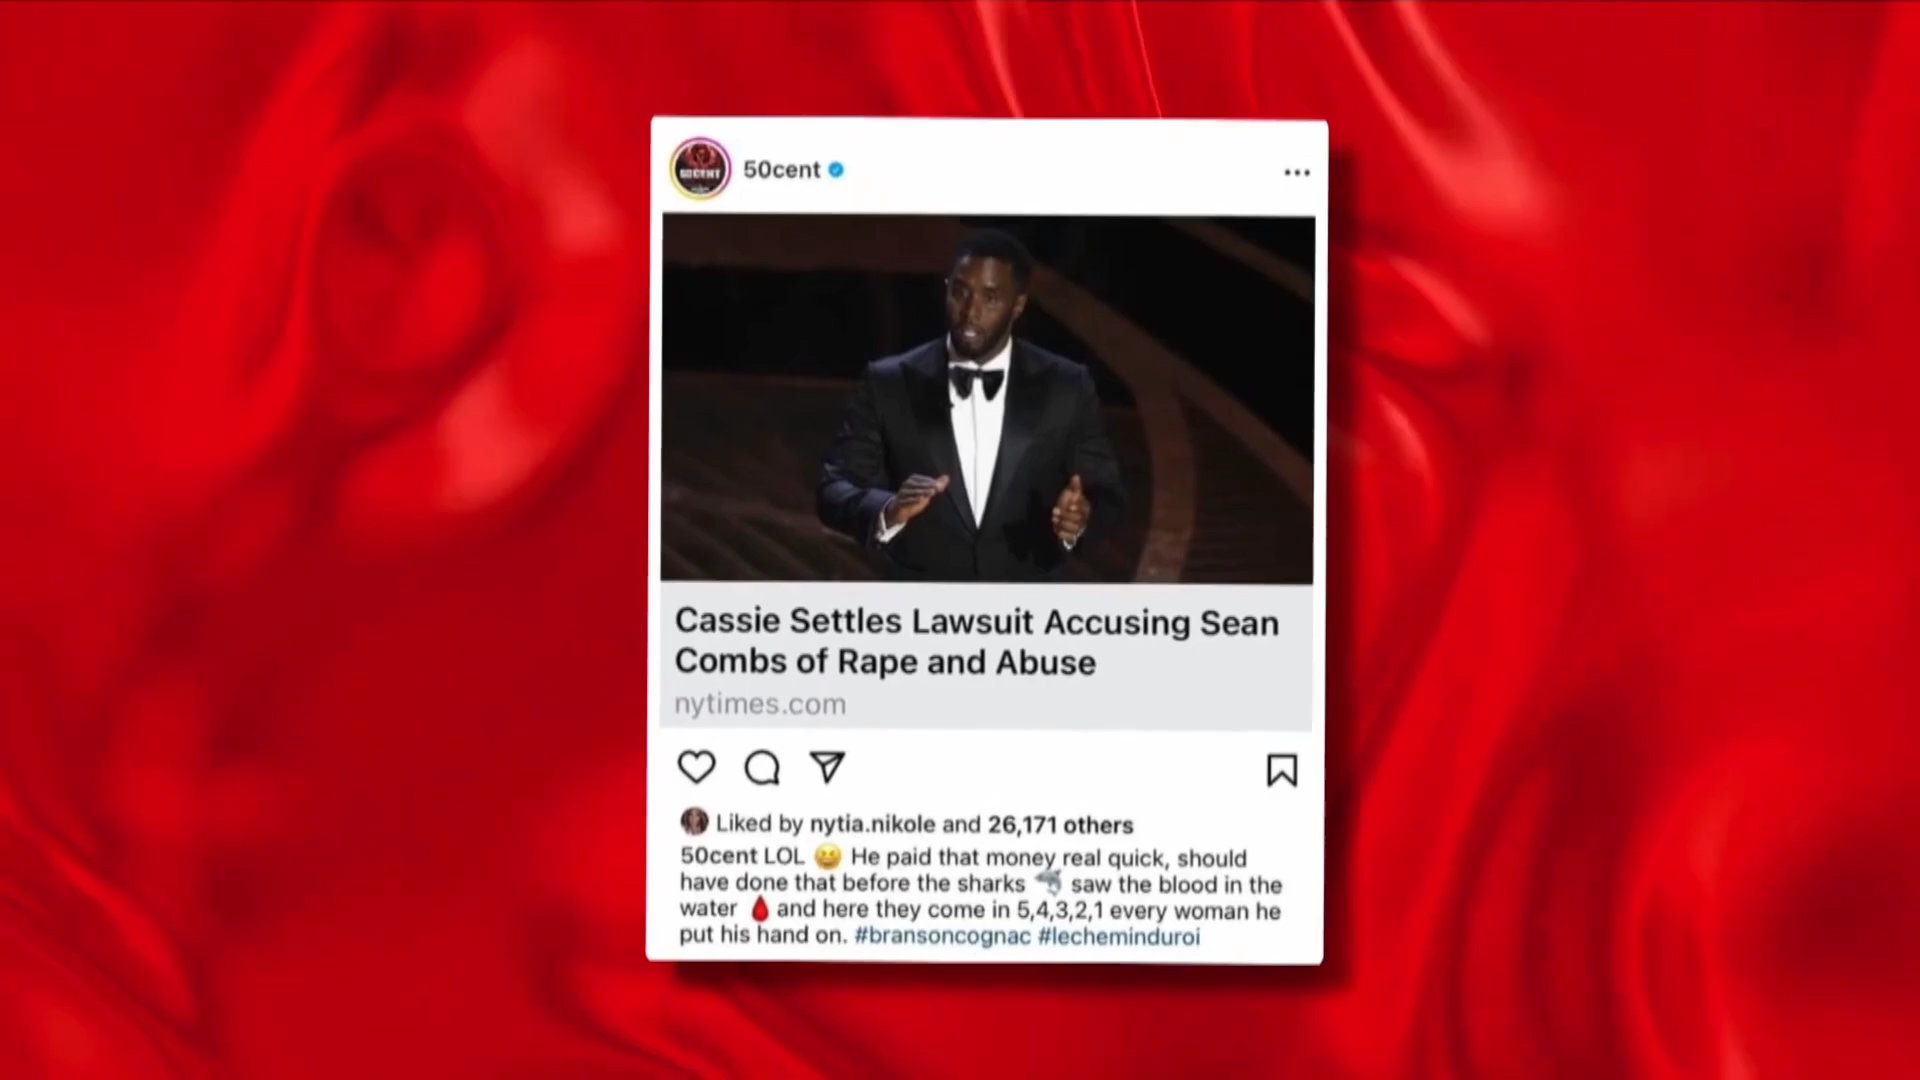 50CENT
50cent
Cassie Settles Lawsuit Accusing Sean
Combs of Rape and Abuse
nytimes.com
Liked by nytia.nikole and 26,171 others
50cent LOL 😆 He paid that money real quick, should
have done that before the sharks 🦈 saw the blood in the
water 🩸 and here they come in 5,4,3,2,1 every woman he
put his hand on. #bransoncognac #lecheminduroi